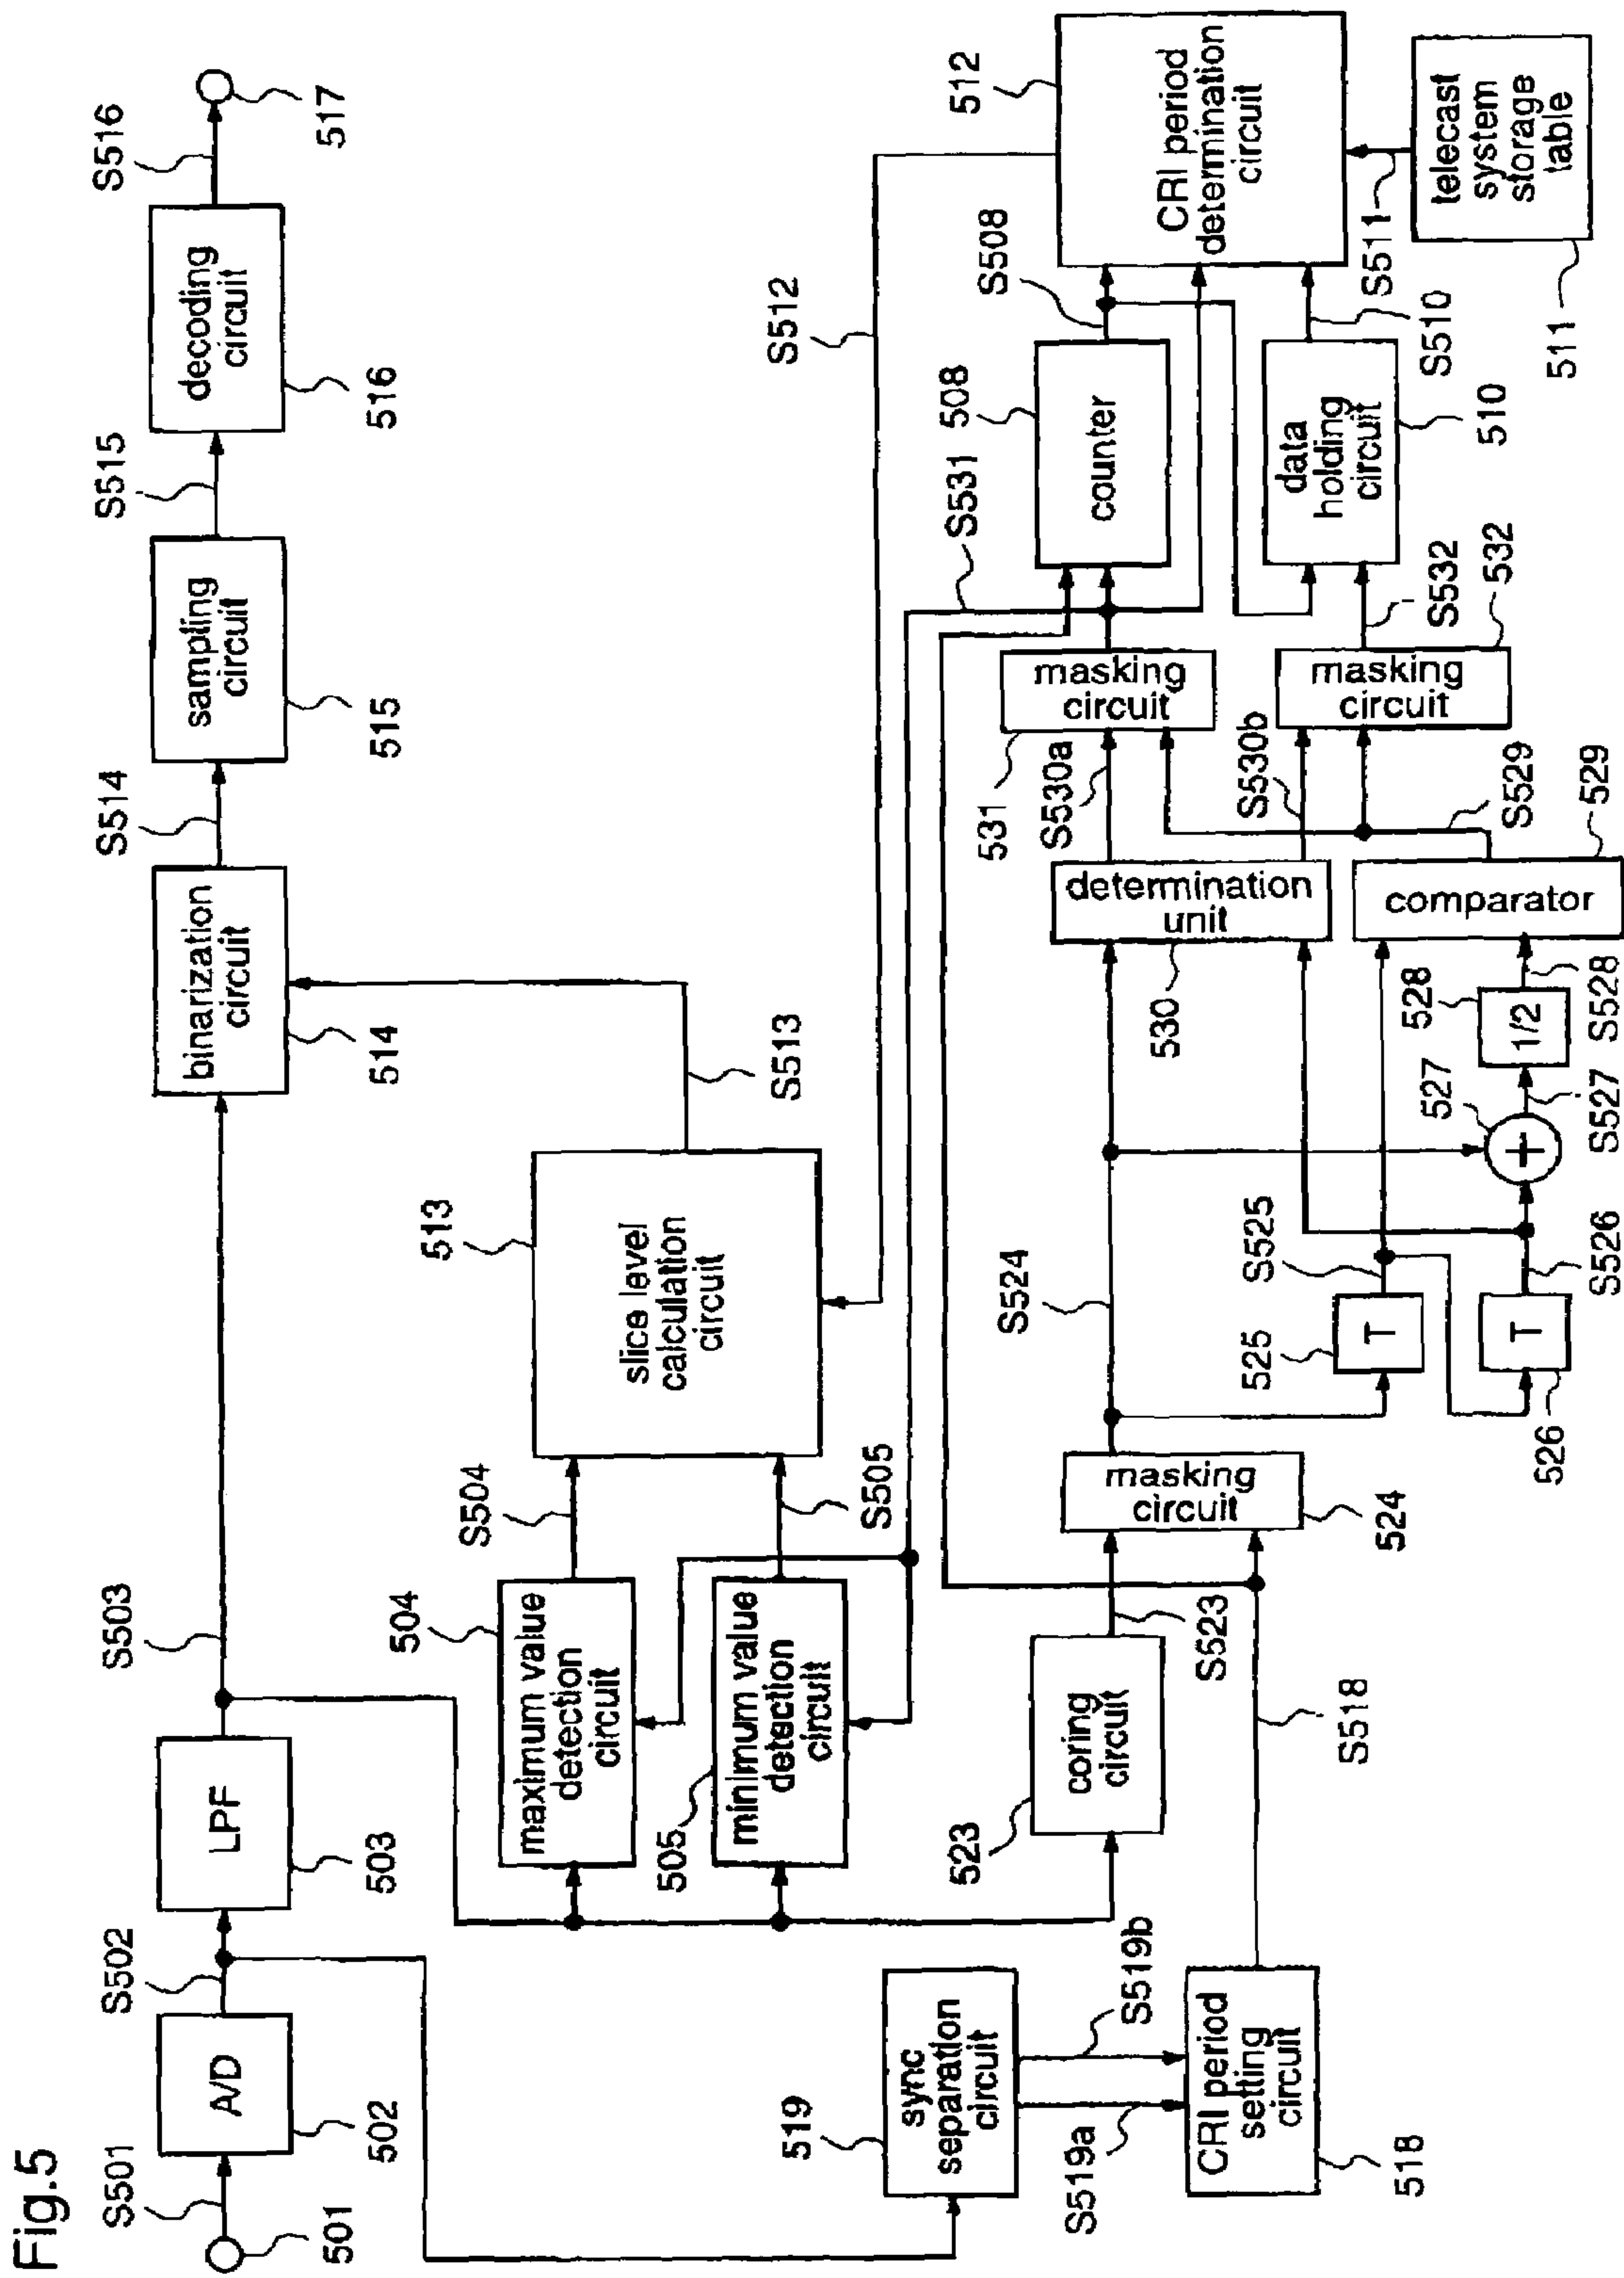 Fig.5
S501
501
A/D
502
S502
LPF
503
S503
binarization
circuit
514
S514
sampling
circuit
515
S515
decoding
circuit
516
S516
517
maximum value
detection
circuit
504
S504
minimum value
detection
circuit
505
S505
slice level
calculation
circuit
513
S513
S512
sync
separation
circuit
519
S519a
S519b
CRI period
setting
circuit
518
S518
coring
circuit
523
S523
masking
circuit
524
S524
T
525
S525
T
526
S526
+
527
S527
1/2
528
S528
determination
unit
530
S530a
S530b
comparator
529
S529
masking
circuit
531
S531
masking
circuit
532
S532
counter
508
S508
data
holding
circuit
510
S510
CRI period
determination
circuit
512
telecast
system
storage
table
511
S511